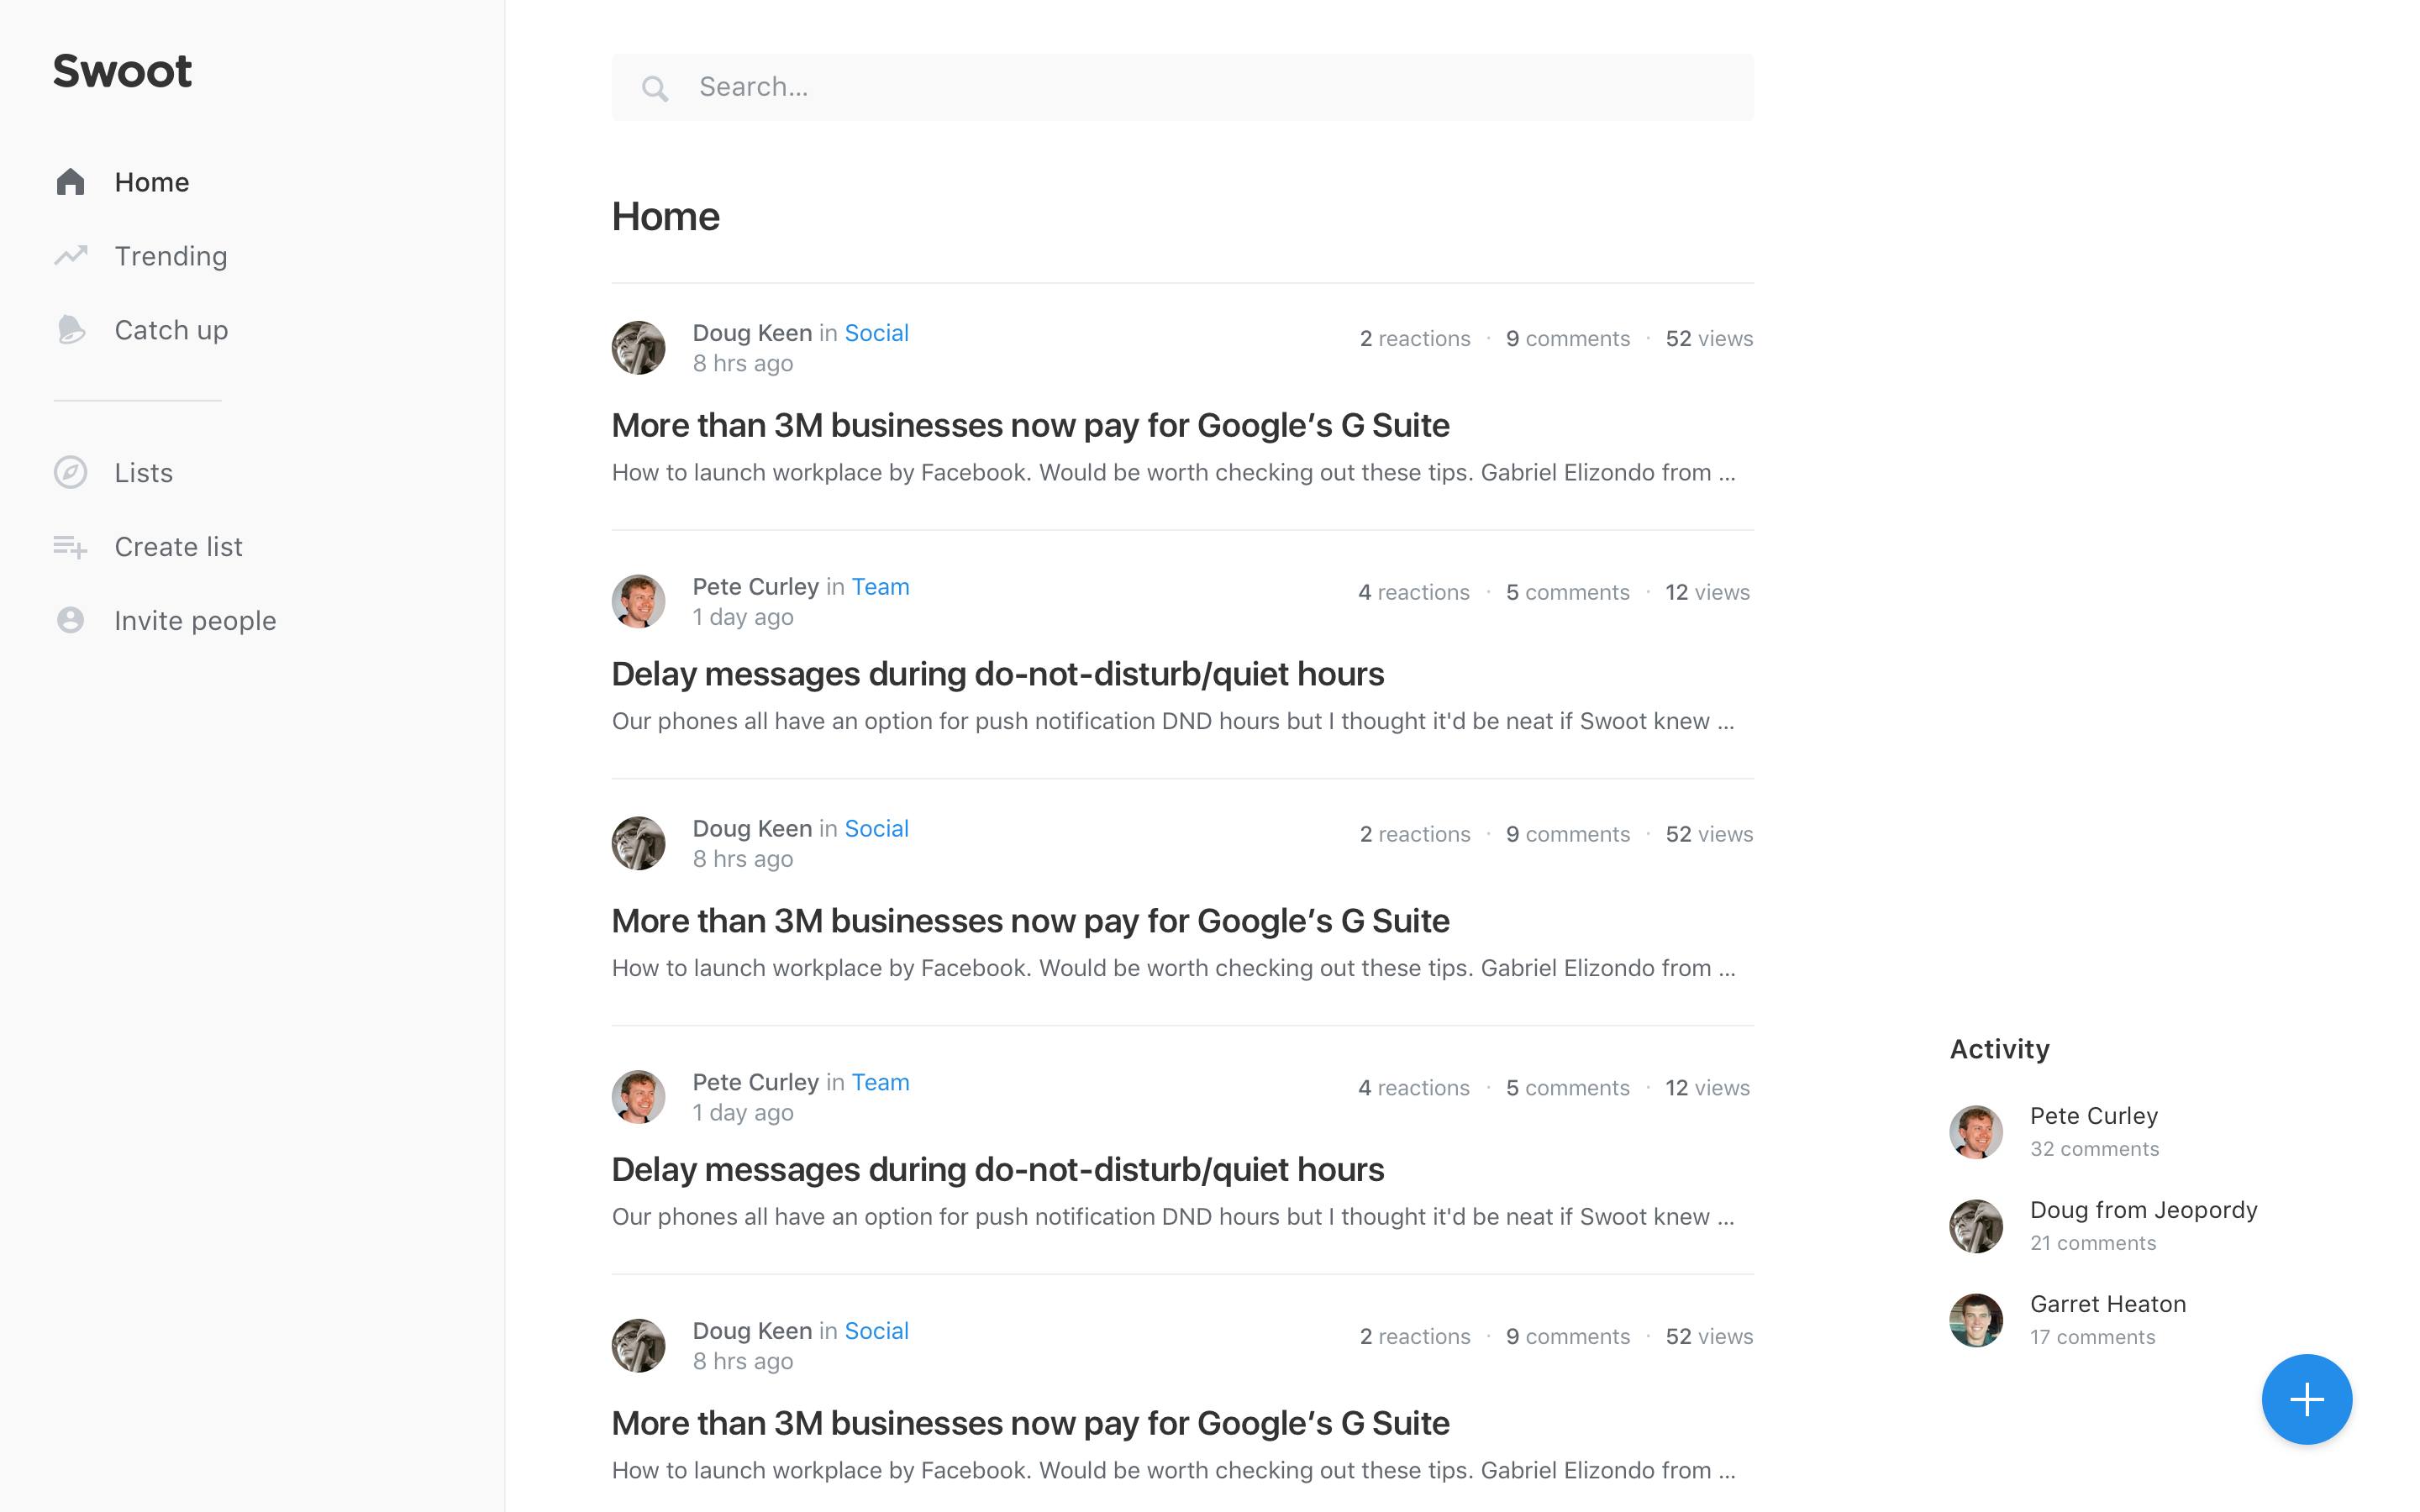 Swoot
Home
Trending
Catch up
Lists
Create list
Invite people
Search...
Home
Doug Keen in Social
8 hrs ago
2 reactions · 9 comments · 52 views
More than 3M businesses now pay for Google’s G Suite
How to launch workplace by Facebook. Would be worth checking out these tips. Gabriel Elizondo from ...
Pete Curley in Team
1 day ago
4 reactions · 5 comments · 12 views
Delay messages during do-not-disturb/quiet hours
Our phones all have an option for push notification DND hours but I thought it'd be neat if Swoot knew ...
Doug Keen in Social
8 hrs ago
2 reactions · 9 comments · 52 views
More than 3M businesses now pay for Google’s G Suite
How to launch workplace by Facebook. Would be worth checking out these tips. Gabriel Elizondo from ...
Pete Curley in Team
1 day ago
4 reactions · 5 comments · 12 views
Delay messages during do-not-disturb/quiet hours
Our phones all have an option for push notification DND hours but I thought it'd be neat if Swoot knew ...
Doug Keen in Social
8 hrs ago
2 reactions · 9 comments · 52 views
More than 3M businesses now pay for Google’s G Suite
How to launch workplace by Facebook. Would be worth checking out these tips. Gabriel Elizondo from ...
Activity
Pete Curley
32 comments
Doug from Jeopordy
21 comments
Garret Heaton
17 comments